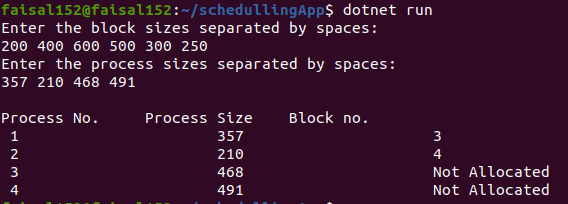 faisal152@faisal152:~/schedullingApp$ dotnet run
Enter the block sizes separated by spaces:
200 400 600 500 300 250
Enter the process sizes separated by spaces:
357 210 468 491
Process No. Process Size Block no.
1 357 3
2 210 4
3 468 Not Allocated
4 491 Not Allocated